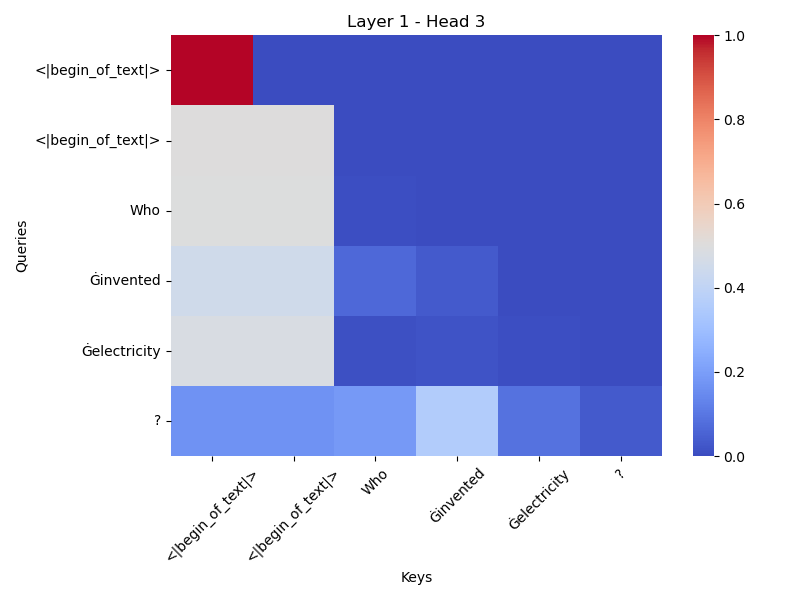 Layer 1 - Head 3
<|begin_of_text|>
<|begin_of_text|>
Who
Ġinvented
Ġelectricity
?
Queries
<|begin_of_text|>
<|begin_of_text|>
Who
Ġinvented
Ġelectricity
?
Keys
1.0
0.8
0.6
0.4
0.2
0.0